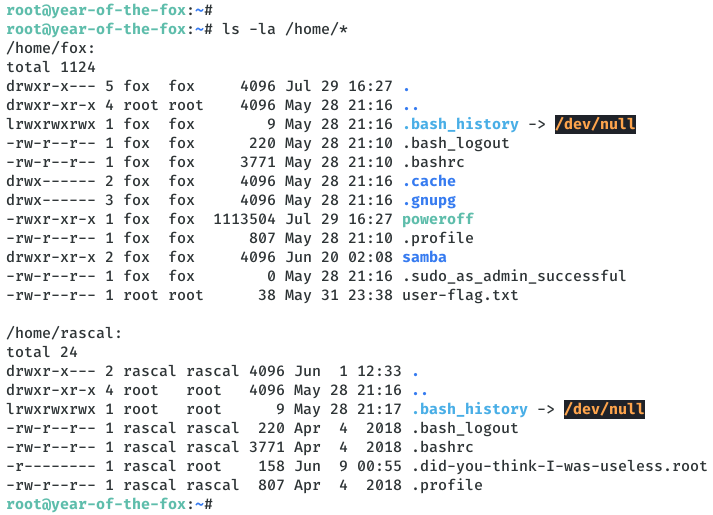 root@year-of-the-fox:~#
root@year-of-the-fox:~# ls -la /home/*
/home/fox:
total 1124
drwxr-x--- 5 fox  fox     4096 Jul 29 16:27 .
drwxr-xr-x 4 root root    4096 May 28 21:16 ..
lrwxrwxrwx 1 fox  fox        9 May 28 21:16 .bash_history -> /dev/null
-rw-r--r-- 1 fox  fox      220 May 28 21:10 .bash_logout
-rw-r--r-- 1 fox  fox     3771 May 28 21:10 .bashrc
drwx------ 2 fox  fox     4096 May 28 21:16 .cache
drwx------ 3 fox  fox     4096 May 28 21:16 .gnupg
-rwxr-xr-x 1 fox  fox  1113504 Jul 29 16:27 poweroff
-rw-r--r-- 1 fox  fox      807 May 28 21:10 .profile
drwxr-xr-x 2 fox  fox     4096 Jun 20 02:08 samba
-rw-r--r-- 1 fox  fox        0 May 28 21:16 .sudo_as_admin_successful
-rw-r--r-- 1 root root      38 May 31 23:38 user-flag.txt

/home/rascal:
total 24
drwxr-x--- 2 rascal rascal 4096 Jun  1 12:33 .
drwxr-xr-x 4 root   root   4096 May 28 21:16 ..
lrwxrwxrwx 1 root   root      9 May 28 21:17 .bash_history -> /dev/null
-rw-r--r-- 1 rascal rascal  220 Apr  4  2018 .bash_logout
-rw-r--r-- 1 rascal rascal 3771 Apr  4  2018 .bashrc
-r-------- 1 rascal root    158 Jun  9 00:55 .did-you-think-I-was-useless.root
-rw-r--r-- 1 rascal rascal  807 Apr  4  2018 .profile
root@year-of-the-fox:~#